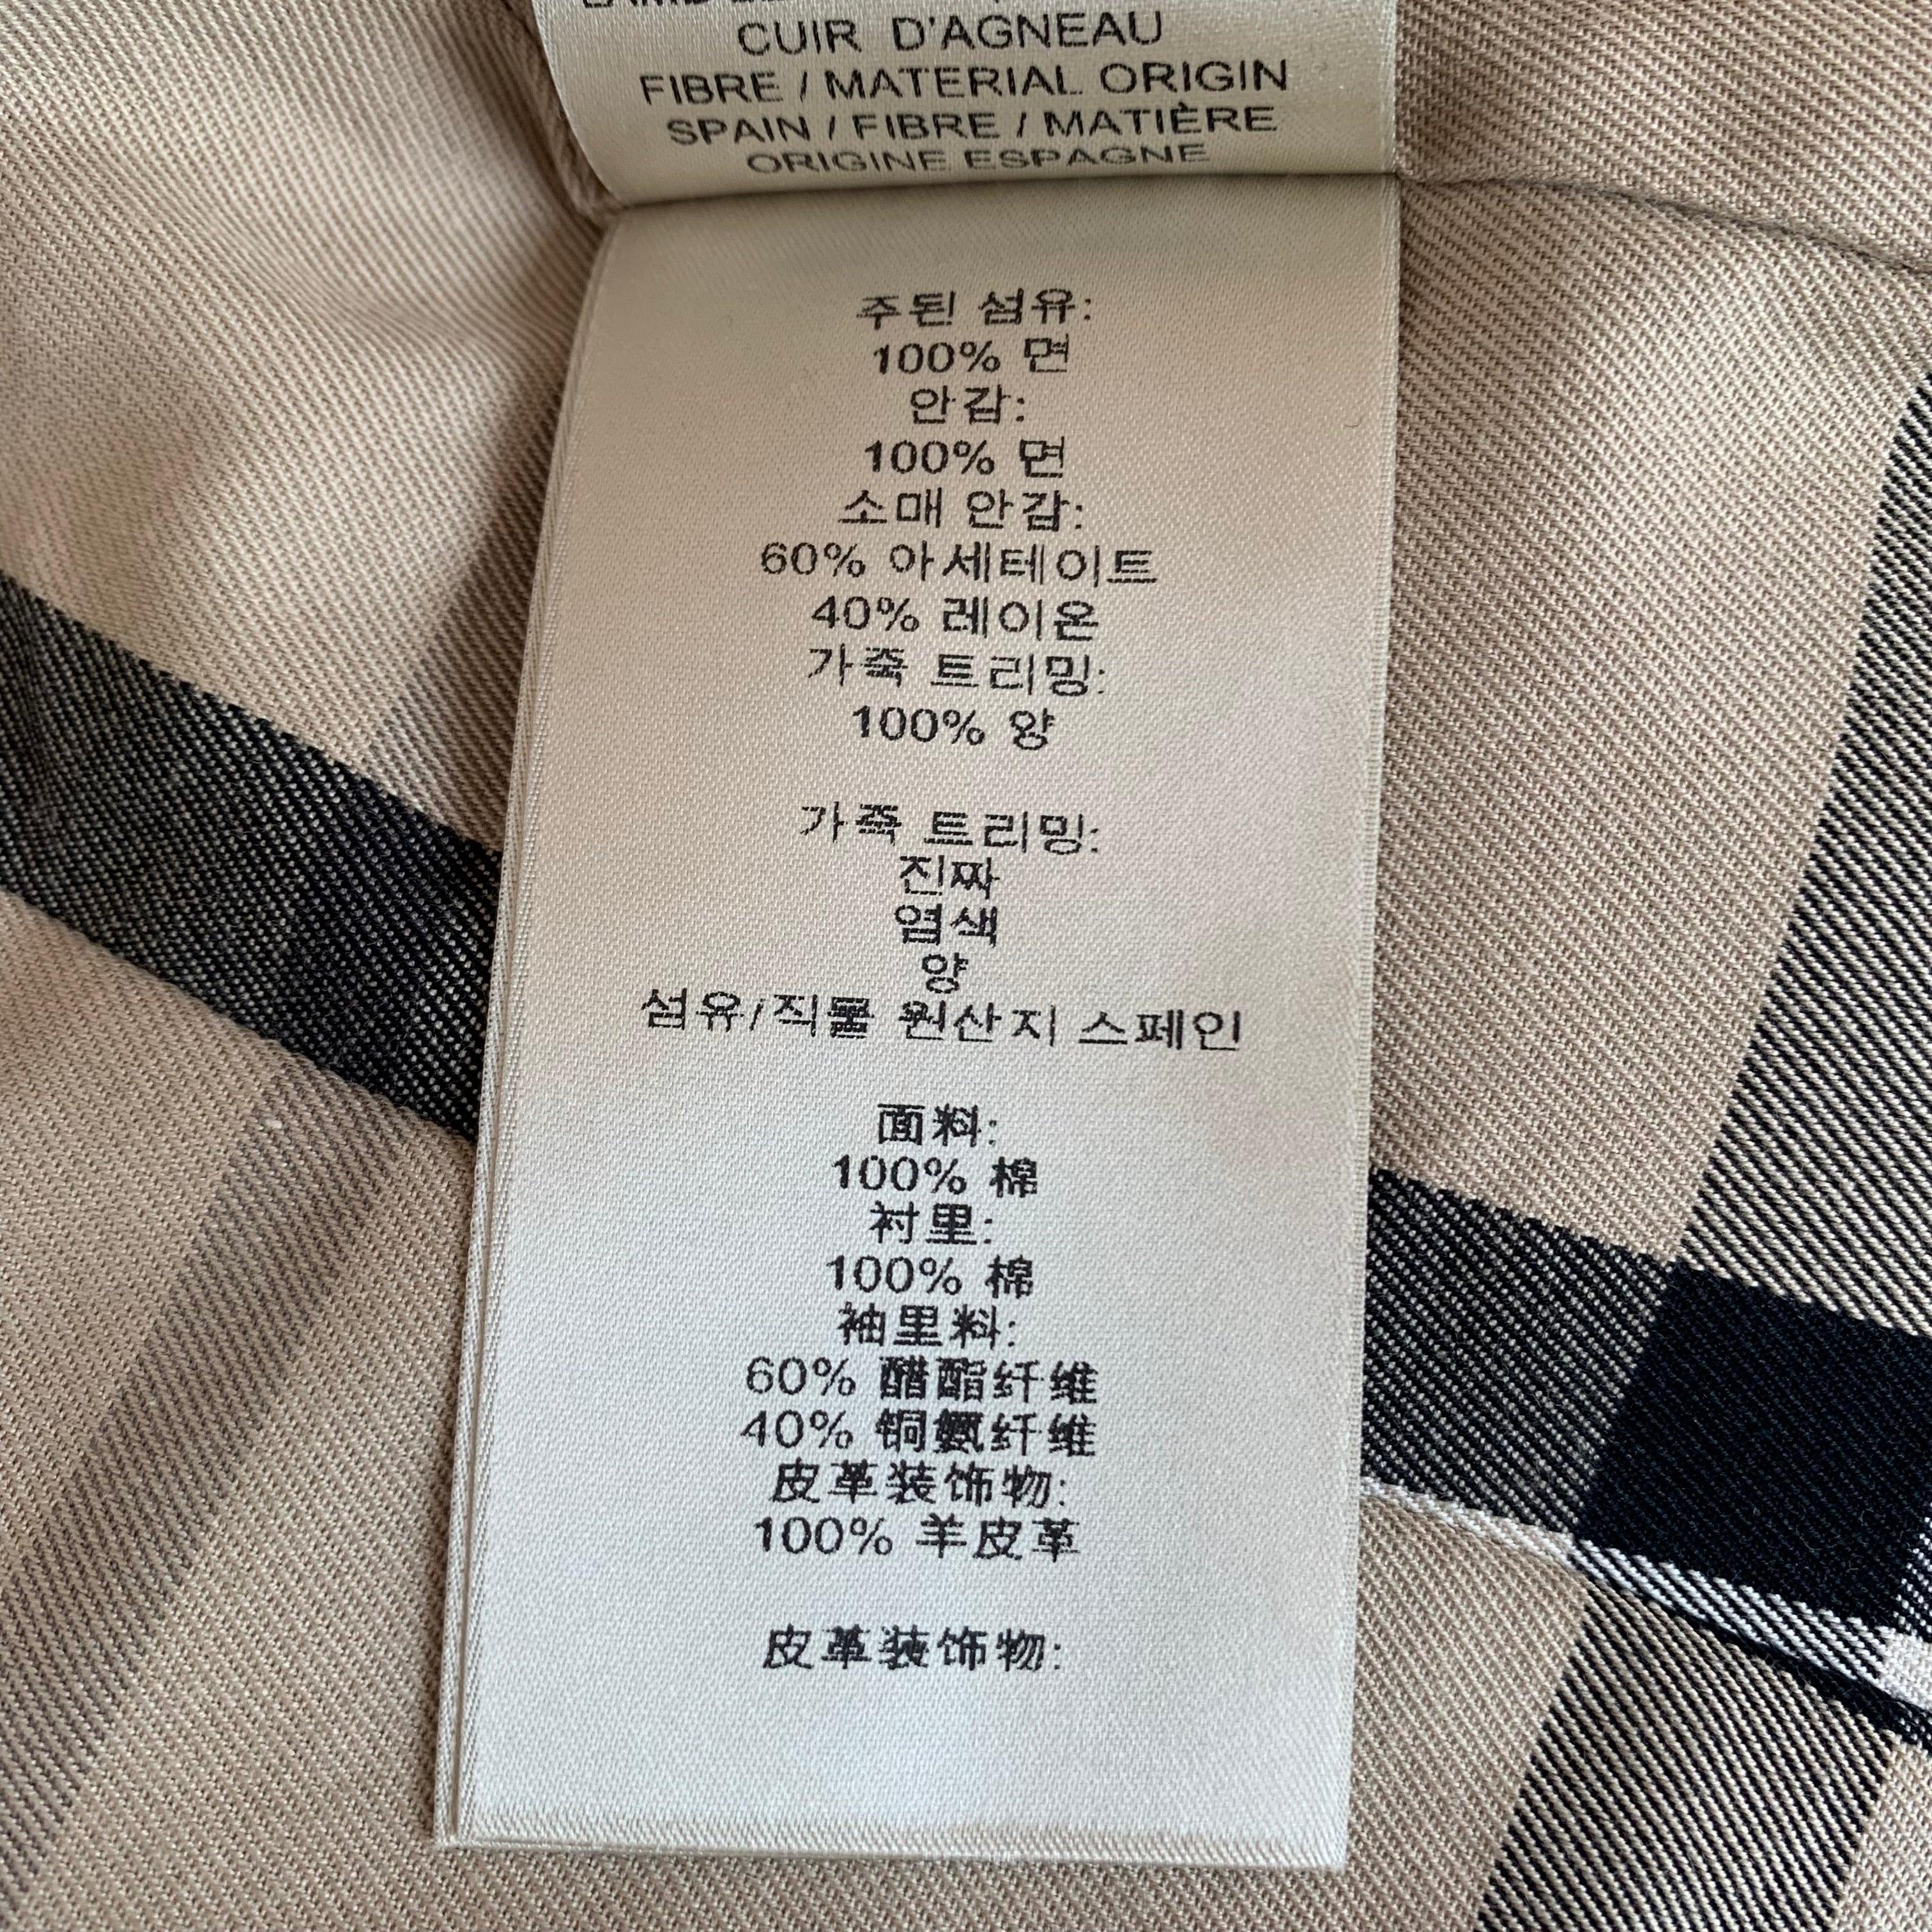 CUIR D'AGNEAU
FIBRE / MATERIAL ORIGIN
SPAIN / FIBRE / MATIÈRE
ORIGINE ESPAGNE
주된 섬유:
100% 면
안감:
100% 면
소매 안감:
60% 아세테이트
40% 레이온
가죽 트리밍:
100% 양
가죽 트리밍:
진짜
염색
양
섬유/직물 원산지 스페인
面料:
100% 棉
衬里:
100% 棉
袖里料:
60% 醋酯纤维
40% 铜氨纤维
皮革装饰物:
100% 羊皮革
皮革装饰物: